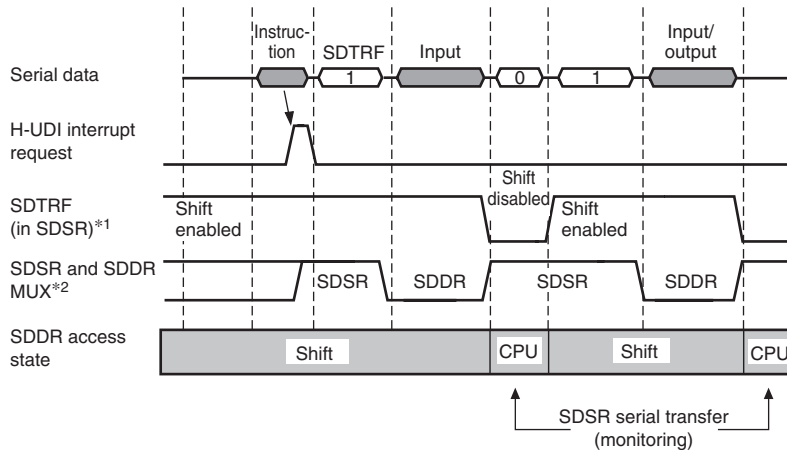 Instruc-
tion
SDTRF
Input
Input/
output
Serial data
1
0
1
H-UDI interrupt
request
Shift
disabled
SDTRF
(in SDSR)*1
Shift
enabled
Shift
enabled
SDSR and SDDR
MUX*2
SDSR
SDDR
SDSR
SDDR
SDDR access
state
Shift
CPU
Shift
CPU
SDSR serial transfer
(monitoring)